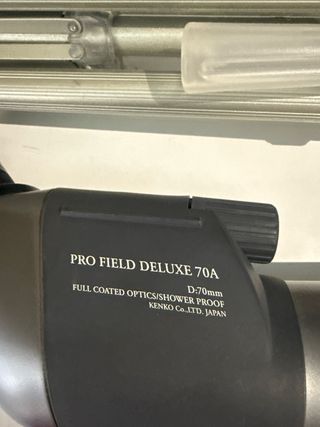 PRO FIELD DELUXE 70A
D:70mm
FULL COATED OPTICS/SHOWER PROOF
KENKO Co.,LTD. JAPAN